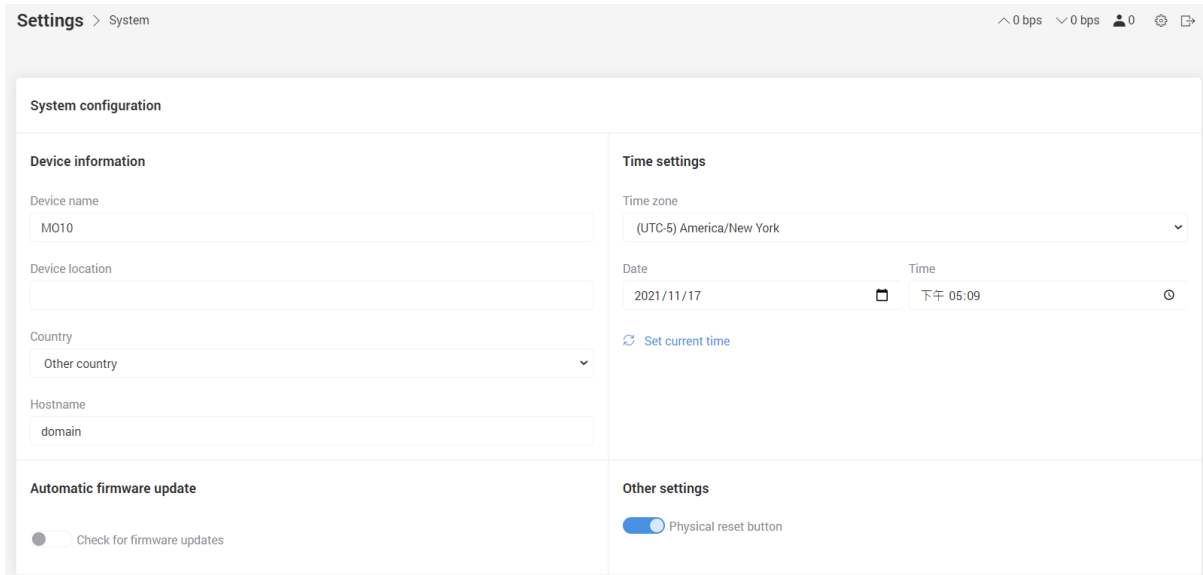 Settings > System
0 bps 0 bps 0
System configuration
Device information
Device name
MO10
Device location
Country
Other country
Hostname
domain
Time settings
Time zone
(UTC-5) America/New York
Date Time
2021/11/17 下午 05:09
Set current time
Automatic firmware update
Check for firmware updates
Other settings
Physical reset button